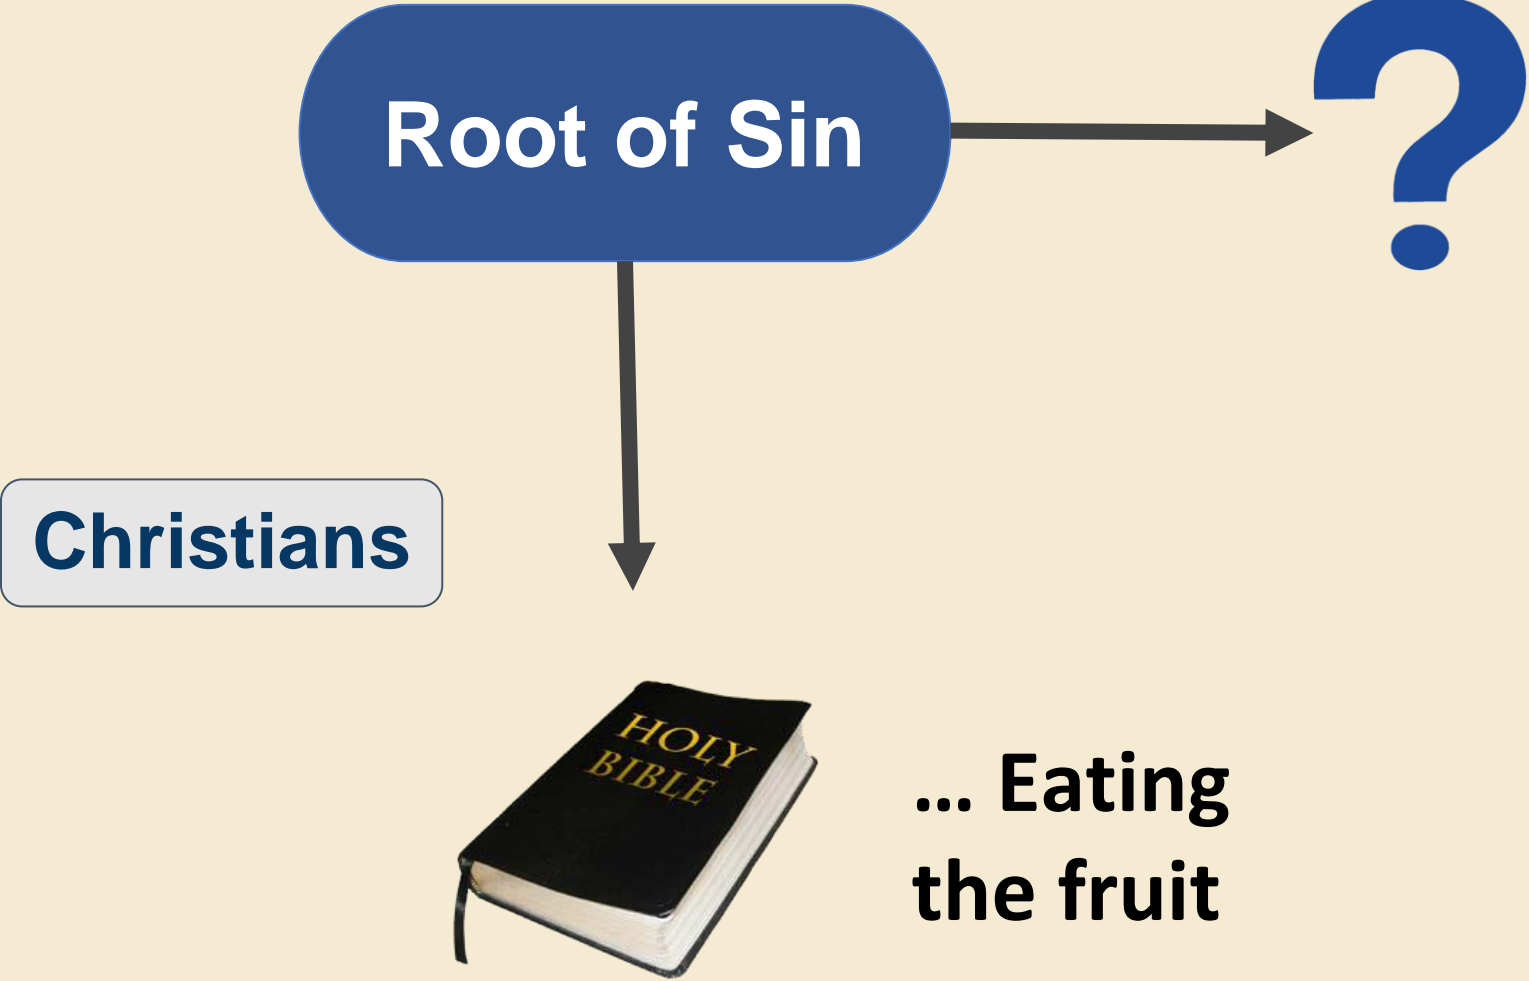 Root of Sin
?
Christians
HOLY
BIBLE
... Eating
the fruit